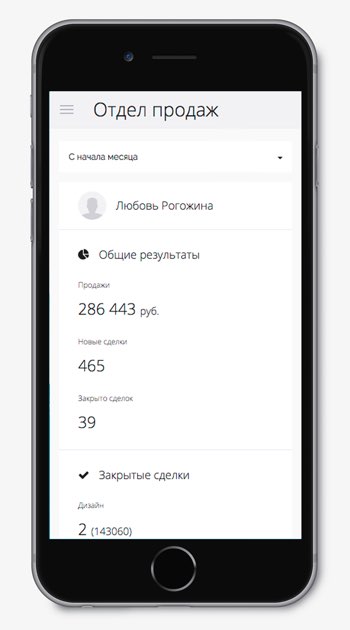 Отдел продаж
С начала месяца
Любовь Рогожина
Общие результаты
Продажи
286 443 руб.
Новые сделки
465
Закрыто сделок
39
Закрытые сделки
Дизайн
2 (143060)